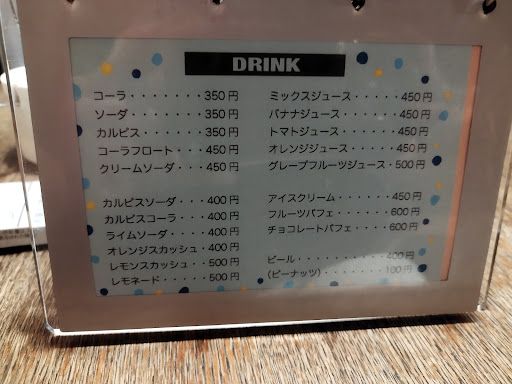 DRINK
コーラ・・・・・・・・350円
ソーダ・・・・・・・・350円
カルピス・・・・・・・350円
コーラフロート・・・・450円
クリームソーダ・・・・450円
カルピスソーダ・・・・400円
カルピスコーラ・・・・400円
ライムソーダ・・・・・400円
オレンジスカッシュ・・400円
レモンスカッシュ・・・500円
レモネード・・・・・・500円
ミックスジュース・・・・・・450円
バナナジュース・・・・・・・450円
トマトジュース・・・・・・・450円
オレンジジュース・・・・・・450円
グレープフルーツジュース・・500円
アイスクリーム・・・・・450円
フルーツパフェ・・・・・600円
チョコレートパフェ・・・・600円
ビール・・・・・・・・・400円
(ピーナッツ)・・・・・・100円